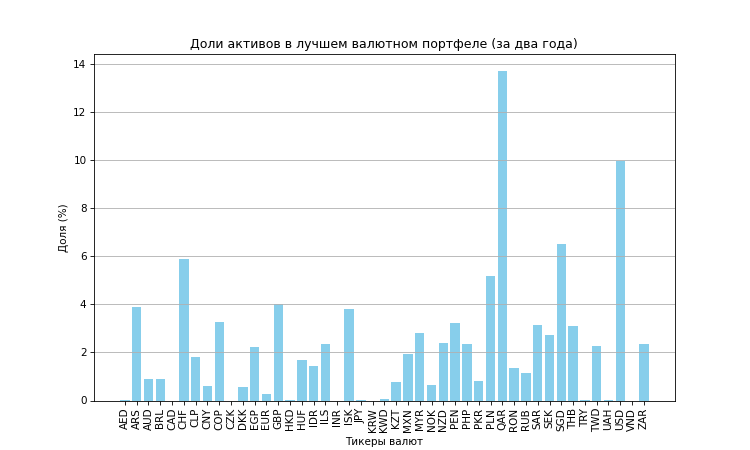 Доли активов в лучшем валютном портфеле (за два года)
14
12
10
8
6
4
2
0
Доля (%)
AED ARS AUD BRL CAD CHF CLP CNY COP CZK DKK EGP EUR GBP HKD HUF IDR ILS INR ISK JPY KRW KWD KZT MXN MYR NOK NZD PEN PHP PKR PLN QAR RON RUB SAR SEK SGD THB TRY TWD UAH USD VND ZAR
Тикеры валют